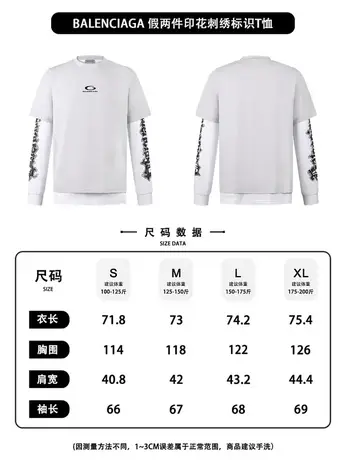 BALENCIAGA 假两件印花刺绣标识T恤
尺码数据
SIZE DATA
尺码 S M L XL
SIZE 建议体重 建议体重 建议体重 建议体重
100-125斤 125-150斤 150-175斤 175-200斤
衣长 71.8 73 74.2 75.4
胸围 114 118 122 126
肩宽 40.8 42 43.2 44.4
袖长 66 67 68 69
(因测量方法不同，1~3CM误差属于正常范围，商品建议手洗)